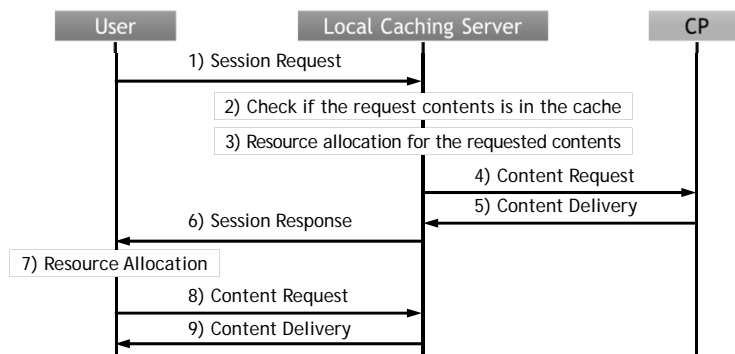 User
Local Caching Server
CP
1) Session Request
2) Check if the request contents is in the cache
3) Resource allocation for the requested contents
4) Content Request
5) Content Delivery
6) Session Response
7) Resource Allocation
8) Content Request
9) Content Delivery